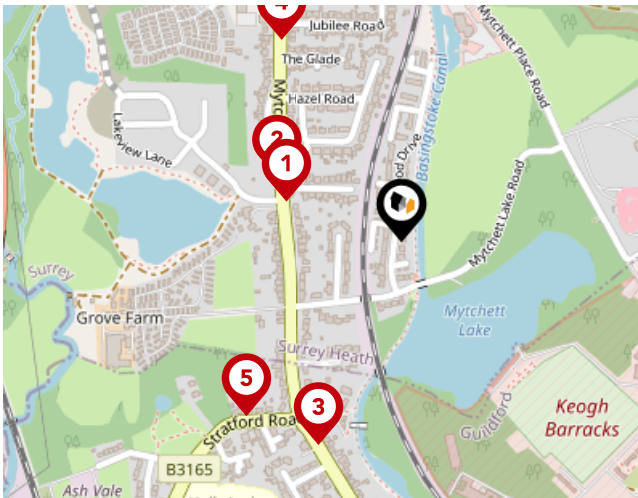 4
Jubilee Road
Mytchett Place Road
The Glade
Basingstoke Canal
Hazel Road
Lakeview Lane
2
1
Mytchett Lake Road
Surrey
Grove Farm
Mytchett
Lake
Surrey Heath
5
3
Keogh
Barracks
Guildford
Stratford Roa
B3165
Ash Vale